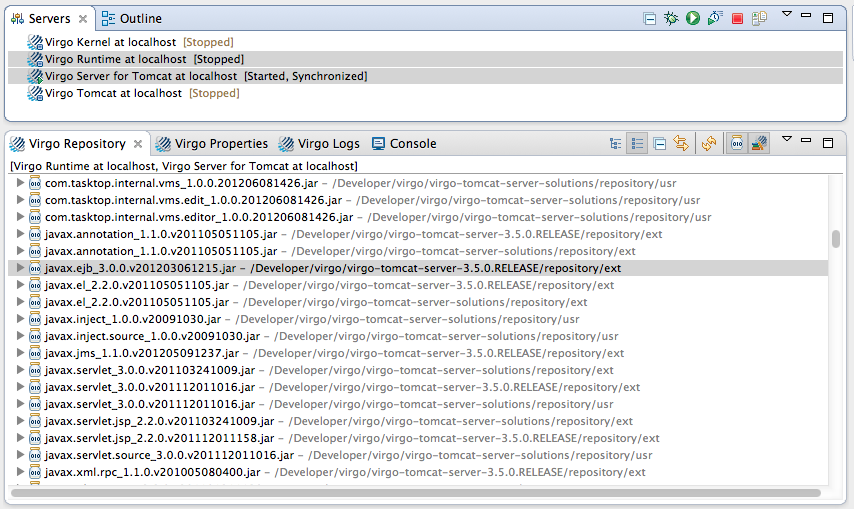 Servers Outline
Virgo Kernel at localhost [Stopped]
Virgo Runtime at localhost [Stopped]
Virgo Server for Tomcat at localhost [Started, Synchronized]
Virgo Tomcat at localhost [Stopped]
Virgo Repository Virgo Properties Virgo Logs Console
[Virgo Runtime at localhost, Virgo Server for Tomcat at localhost]
com.tasktop.internal.vms_1.0.0.201206081426.jar – /Developer/virgo/virgo-tomcat-server-solutions/repository/usr
com.tasktop.internal.vms.edit_1.0.0.201206081426.jar – /Developer/virgo/virgo-tomcat-server-solutions/repository/usr
com.tasktop.internal.vms.editor_1.0.0.201206081426.jar – /Developer/virgo/virgo-tomcat-server-solutions/repository/usr
javax.annotation_1.1.0.v201105051105.jar – /Developer/virgo/virgo-tomcat-server-3.5.0.RELEASE/repository/ext
javax.annotation_1.1.0.v201105051105.jar – /Developer/virgo/virgo-tomcat-server-solutions/repository/ext
javax.ejb_3.0.0.v201203061215.jar – /Developer/virgo/virgo-tomcat-server-3.5.0.RELEASE/repository/ext
javax.el_2.2.0.v201105051105.jar – /Developer/virgo/virgo-tomcat-server-3.5.0.RELEASE/repository/ext
javax.el_2.2.0.v201105051105.jar – /Developer/virgo/virgo-tomcat-server-solutions/repository/ext
javax.inject_1.0.0.v20091030.jar – /Developer/virgo/virgo-tomcat-server-solutions/repository/usr
javax.inject.source_1.0.0.v20091030.jar – /Developer/virgo/virgo-tomcat-server-solutions/repository/usr
javax.jms_1.1.0.v201205091237.jar – /Developer/virgo/virgo-tomcat-server-3.5.0.RELEASE/repository/ext
javax.servlet_3.0.0.v201103241009.jar – /Developer/virgo/virgo-tomcat-server-solutions/repository/ext
javax.servlet_3.0.0.v201112011016.jar – /Developer/virgo/virgo-tomcat-server-3.5.0.RELEASE/repository/ext
javax.servlet_3.0.0.v201112011016.jar – /Developer/virgo/virgo-tomcat-server-solutions/repository/usr
javax.servlet.jsp_2.2.0.v201103241009.jar – /Developer/virgo/virgo-tomcat-server-solutions/repository/ext
javax.servlet.jsp_2.2.0.v201112011158.jar – /Developer/virgo/virgo-tomcat-server-3.5.0.RELEASE/repository/ext
javax.servlet.source_3.0.0.v201112011016.jar – /Developer/virgo/virgo-tomcat-server-solutions/repository/usr
javax.xml.rpc_1.1.0.v201005080400.jar – /Developer/virgo/virgo-tomcat-server-3.5.0.RELEASE/repository/ext